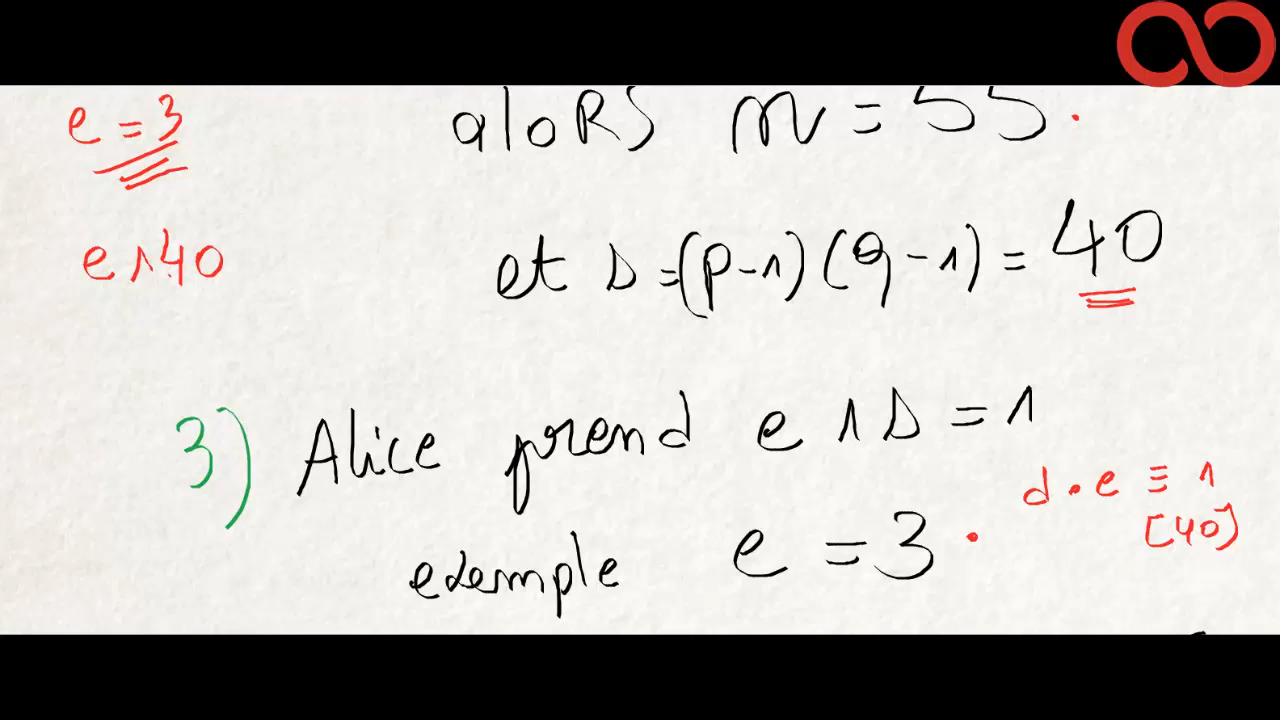 e = 3
alors n = 55.
e ∧ 40
et s = (p-1)(q-1) = 40
3) Alice prend e ∧ s = 1
d . e ≡ 1
[40]
exemple e = 3.